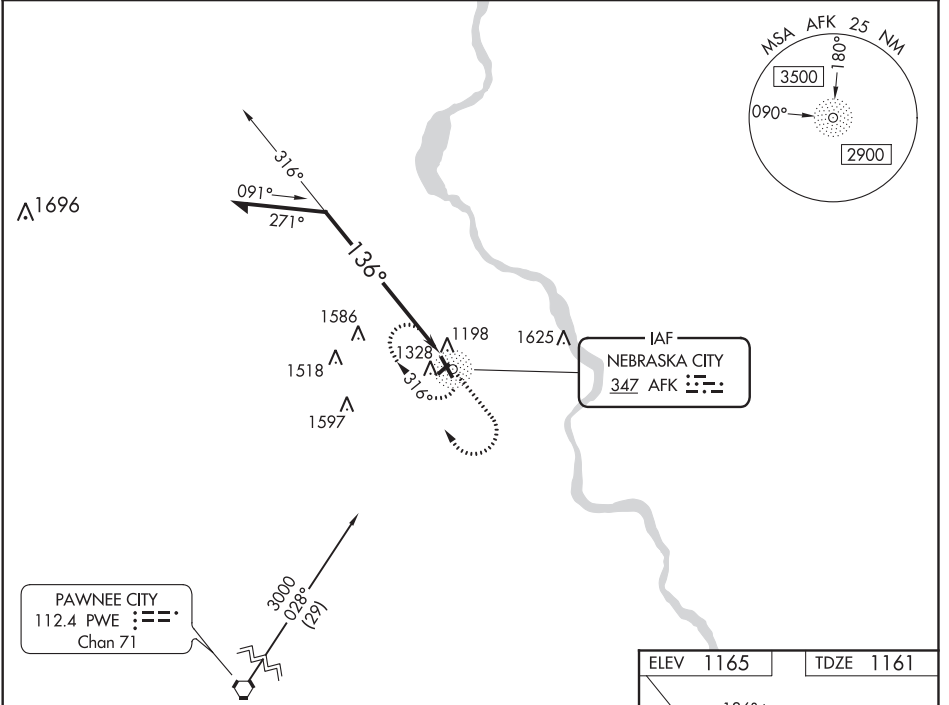 MSA AFK 25 NM
180°
3500
090°
2900
316°
091°
271°
1696
136°
1586
1198
1625
1328
1518
316°
1597
IAF
NEBRASKA CITY
347 AFK
3000
028°
(29)
PAWNEE CITY
112.4 PWE
Chan 71
ELEV 1165
TDZE 1161